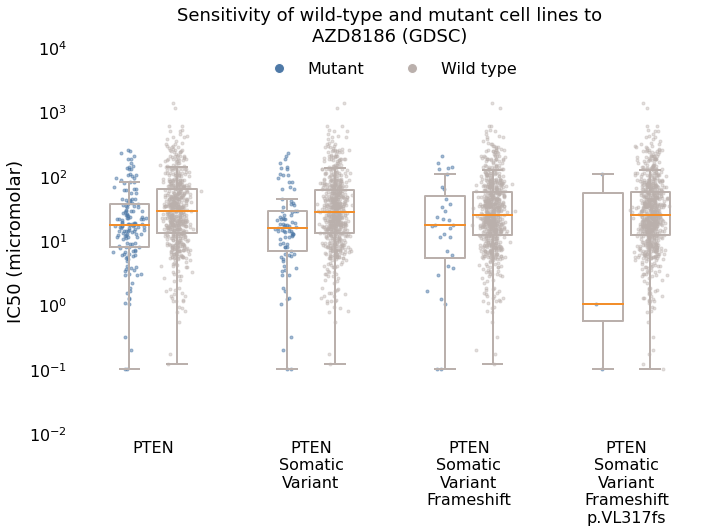 Sensitivity of wild-type and mutant cell lines to
AZD8186 (GDSC)
Mutant
Wild type
IC50 (micromolar)
10⁴
10³
10²
10¹
10⁰
10⁻¹
10⁻²
PTEN
PTEN
Somatic
Variant
PTEN
Somatic
Variant
Frameshift
PTEN
Somatic
Variant
Frameshift
p.VL317fs